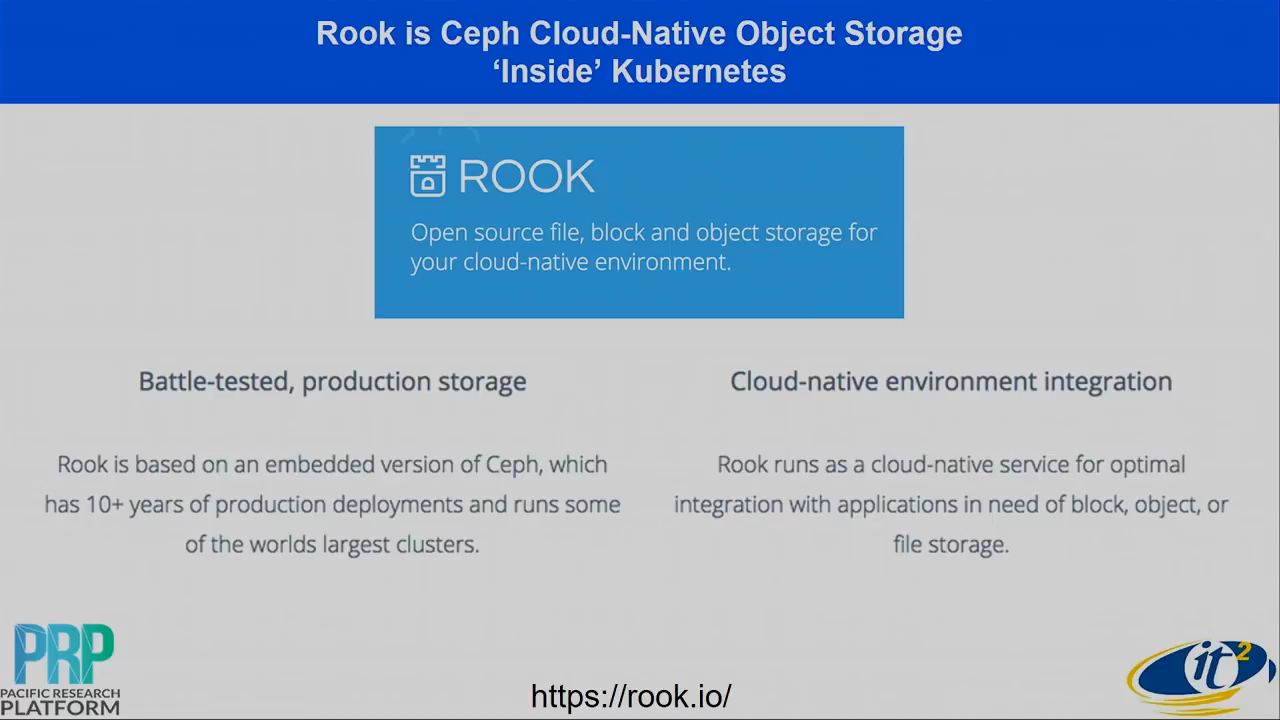 Rook is Ceph Cloud-Native Object Storage
‘Inside’ Kubernetes
ROOK
Open source file, block and object storage for
your cloud-native environment.
Battle-tested, production storage
Rook is based on an embedded version of Ceph, which
has 10+ years of production deployments and runs some
of the worlds largest clusters.
Cloud-native environment integration
Rook runs as a cloud-native service for optimal
integration with applications in need of block, object, or
file storage.
PRP
PACIFIC RESEARCH
PLATFORM
https://rook.io/
it2